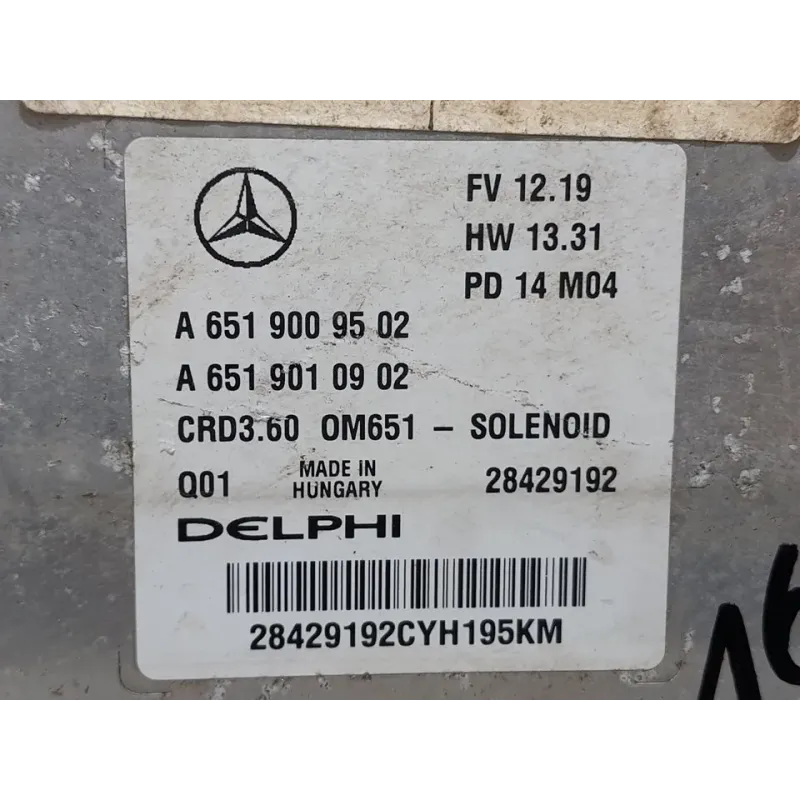 FV 12.19
HW 13.31
PD 14 M04
A 651 900 95 02
A 651 901 09 02
CRD3.60 OM651 – SOLENOID
Q01 MADE IN HUNGARY 28429192
DELPHI
28429192CYH195KM